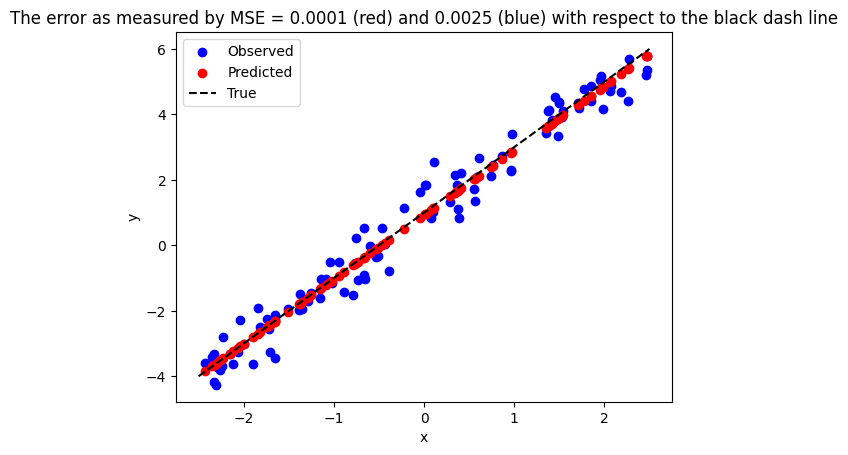 The error as measured by MSE = 0.0001 (red) and 0.0025 (blue) with respect to the black dash line
Observed
Predicted
True
6
4
2
0
−2
−4
y
−2
−1
0
1
2
x